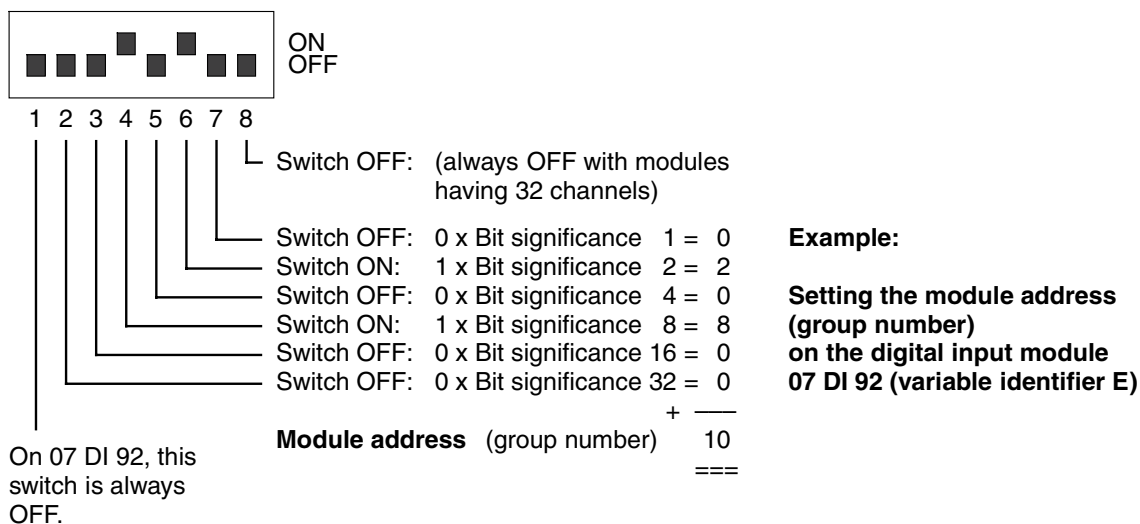 ON
OFF
1 2 3 4 5 6 7 8
Switch OFF: (always OFF with modules
having 32 channels)
Switch OFF: 0 x Bit significance 1 = 0
Switch ON: 1 x Bit significance 2 = 2
Switch OFF: 0 x Bit significance 4 = 0
Switch ON: 1 x Bit significance 8 = 8
Switch OFF: 0 x Bit significance 16 = 0
Switch OFF: 0 x Bit significance 32 = 0
+ —
Module address (group number) 10
===
On 07 DI 92, this
switch is always
OFF.
Example:
Setting the module address
(group number)
on the digital input module
07 DI 92 (variable identifier E)